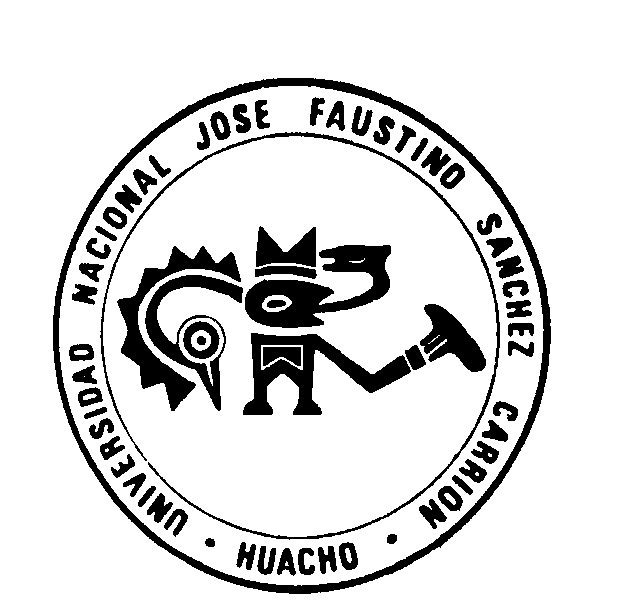 UNIVERSIDAD NACIONAL JOSE FAUSTINO SANCHEZ CARRION
• HUACHO •